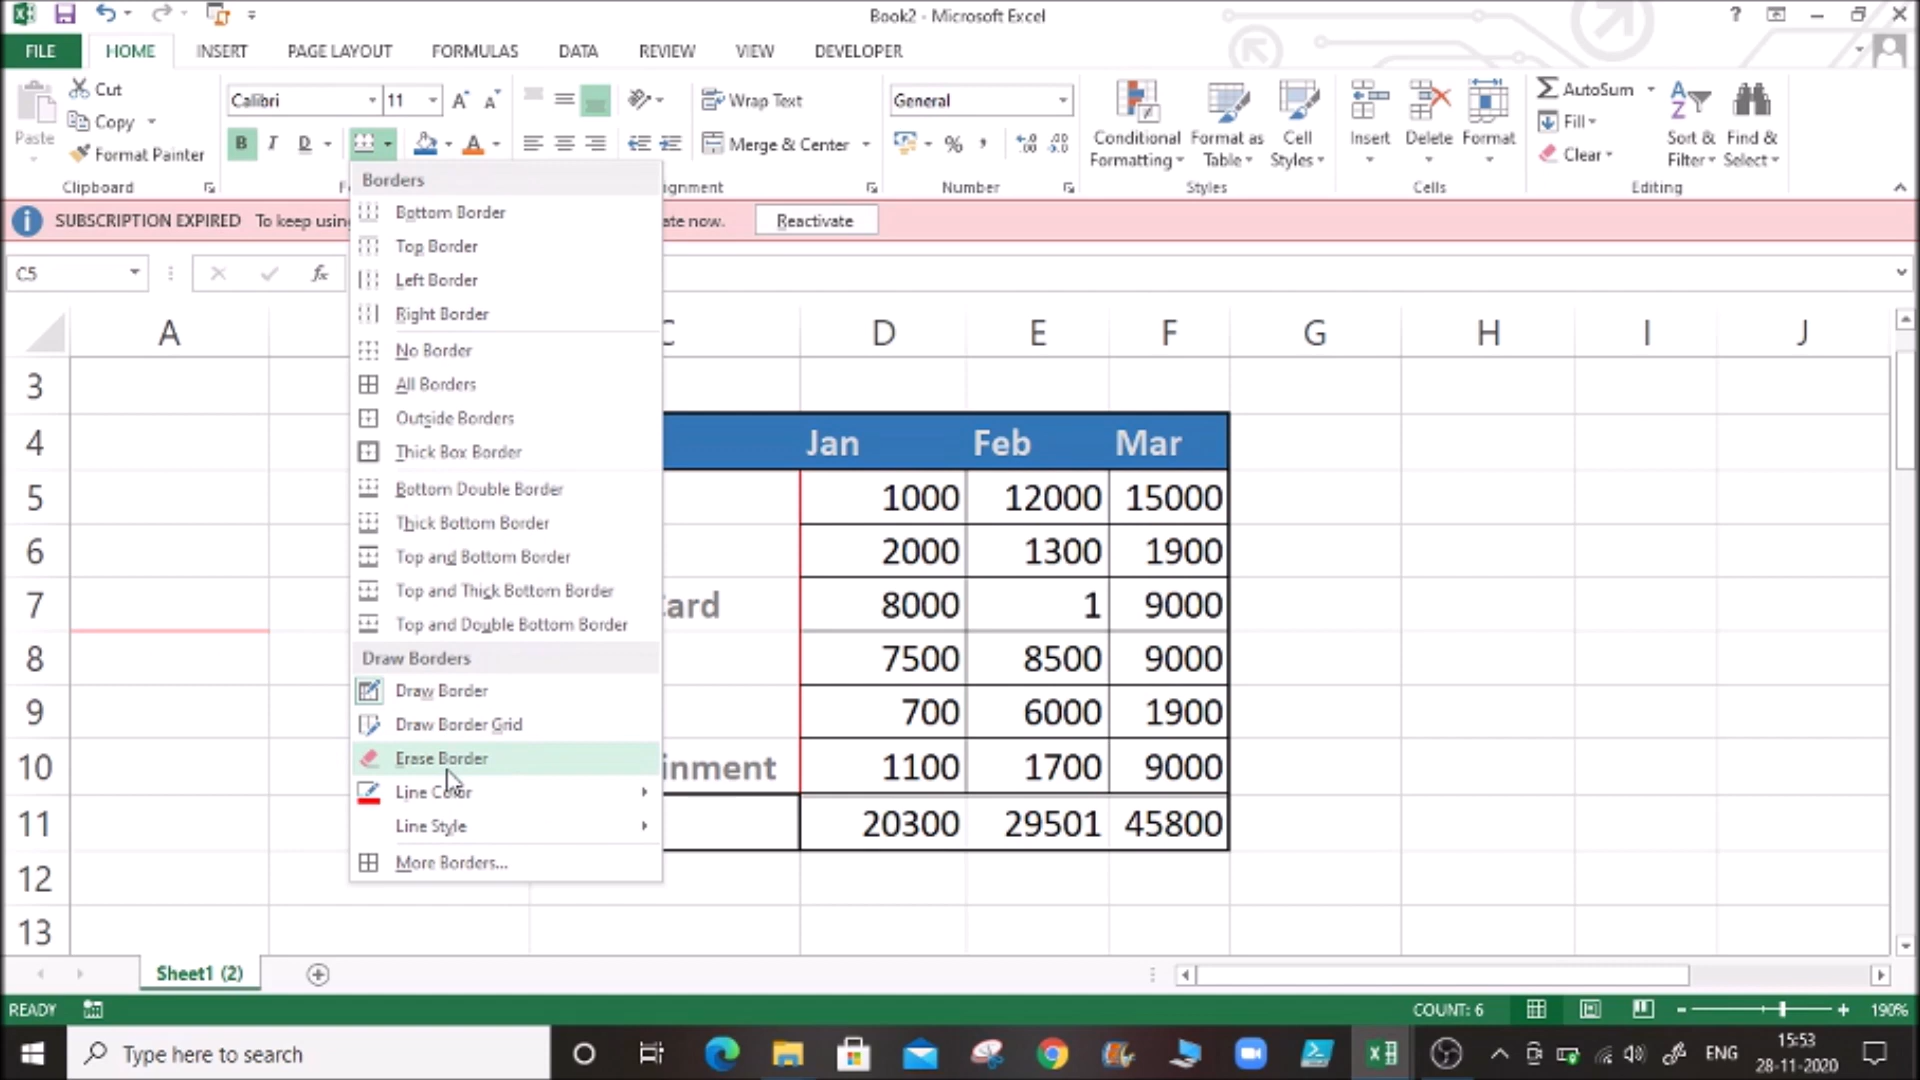 Book2 - Microsoft Excel
?
FILE HOME INSERT PAGE LAYOUT FORMULAS DATA REVIEW VIEW DEVELOPER
Paste
Cut
Copy
Format Painter
Clipboard
Calibri 11
B I D
A A
Wrap Text
Merge & Center
gnment
General
% ,
Number
Conditional Formatting
Format as Table
Cell Styles
Styles
Insert Delete Format
Cells
AutoSum
Fill
Clear
Sort & Filter
Find & Select
Editing
SUBSCRIPTION EXPIRED To keep using ate now. Reactivate
C5
fx
Borders
Bottom Border
Top Border
Left Border
Right Border
No Border
All Borders
Outside Borders
Thick Box Border
Bottom Double Border
Thick Bottom Border
Top and Bottom Border
Top and Thick Bottom Border
Top and Double Bottom Border
Draw Borders
Draw Border
Draw Border Grid
Erase Border
Line Color
Line Style
More Borders...
A D E F G H I J
3
4 Jan Feb Mar
5 1000 12000 15000
6 2000 1300 1900
7 Card 8000 1 9000
8 7500 8500 9000
9 700 6000 1900
10 inment 1100 1700 9000
11 20300 29501 45800
12
13
Sheet1 (2)
READY COUNT: 6 190%
Type here to search
ENG
15:53
28-11-2020